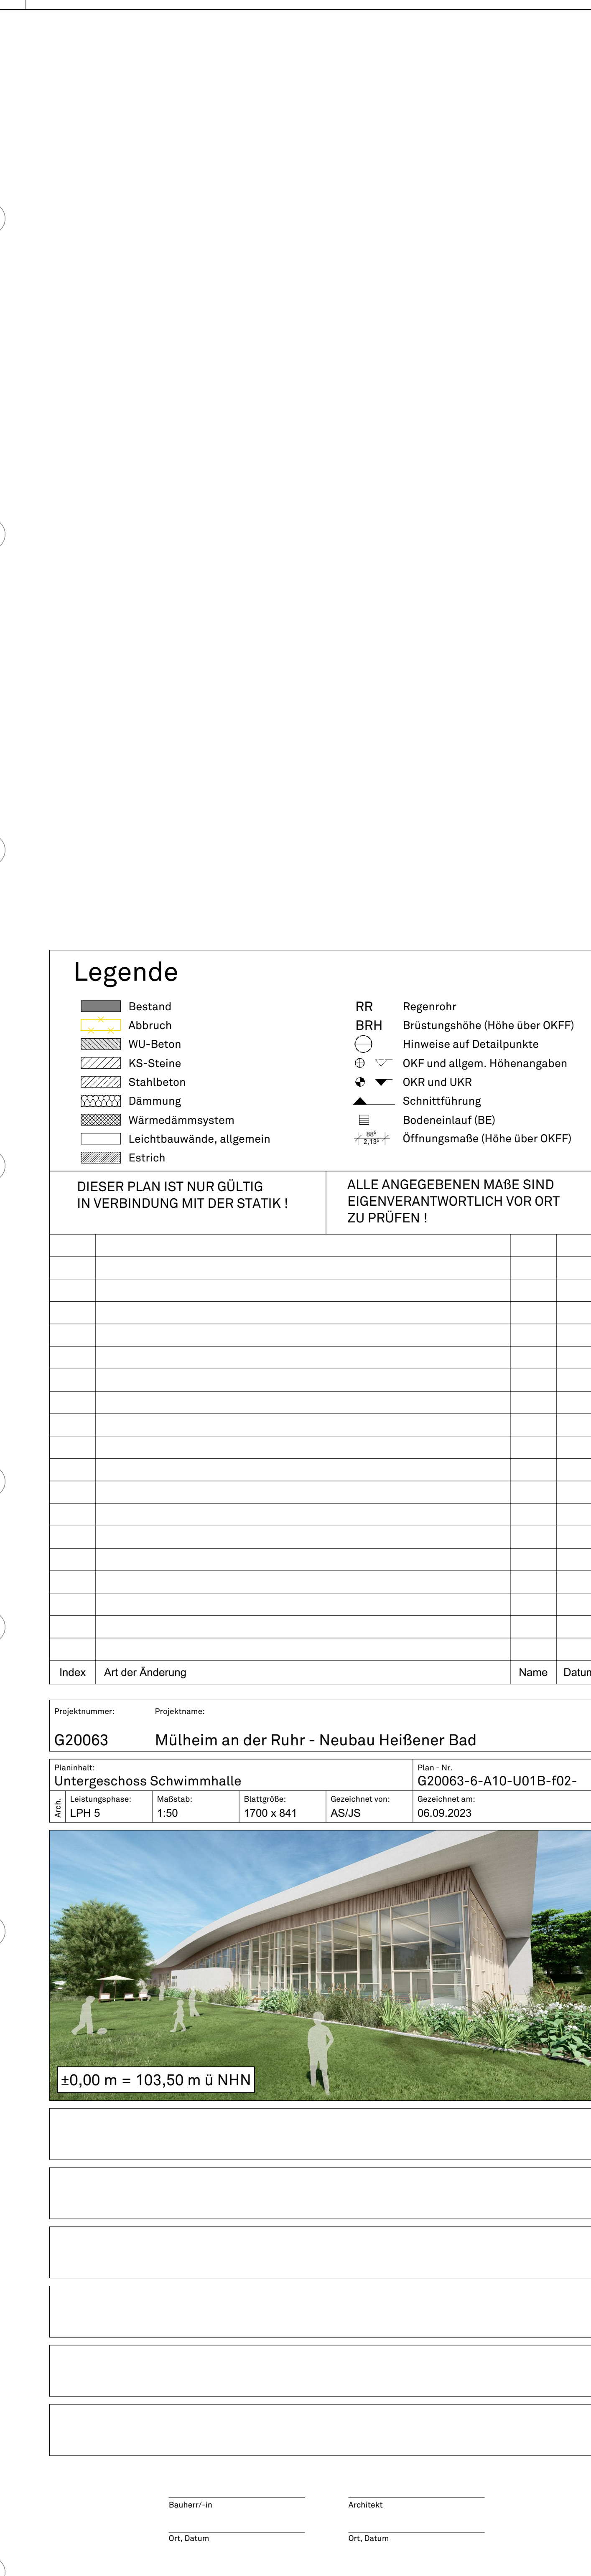 Legende
Bestand
Abbruch
WU-Beton
KS-Steine
Stahlbeton
Dämmung
Wärmedämmsystem
Leichtbauwände, allgemein
Estrich
RR Regenrohr
BRH Brüstungshöhe (Höhe über OKFF)
Hinweise auf Detailpunkte
OKF und allgem. Höhenangaben
OKR und UKR
Schnittführung
Bodeneinlauf (BE)
88⁵
2,13⁵
Öffnungsmaße (Höhe über OKFF)
DIESER PLAN IST NUR GÜLTIG
IN VERBINDUNG MIT DER STATIK !
ALLE ANGEGEBENEN MAßE SIND
EIGENVERANTWORTLICH VOR ORT
ZU PRÜFEN !
Index Art der Änderung Name Datum
Projektnummer: Projektname:
G20063 Mülheim an der Ruhr - Neubau Heißener Bad
Planinhalt: Plan - Nr.
Untergeschoss Schwimmhalle G20063-6-A10-U01B-f02-
Arch.
Leistungsphase: Maßstab: Blattgröße: Gezeichnet von: Gezeichnet am:
LPH 5 1:50 1700 x 841 AS/JS 06.09.2023
±0,00 m = 103,50 m ü NHN
Bauherr/-in Architekt
Ort, Datum Ort, Datum